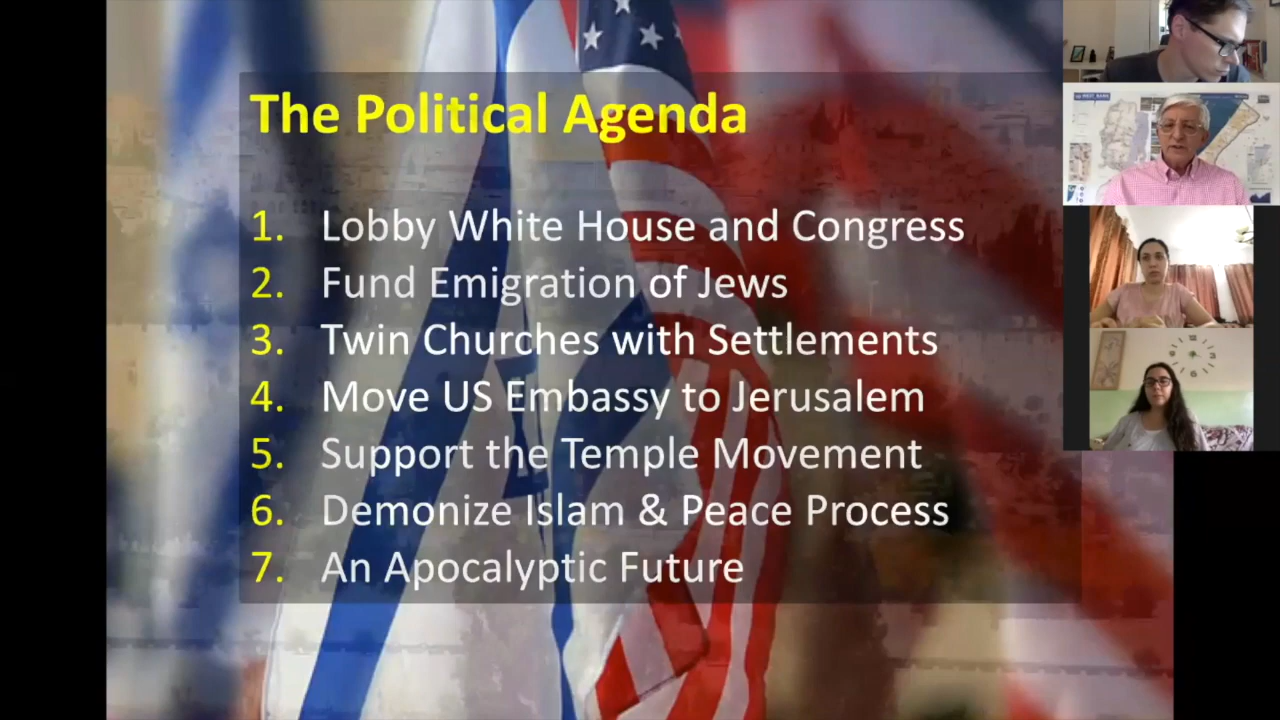 The Political Agenda
1. Lobby White House and Congress
2. Fund Emigration of Jews
3. Twin Churches with Settlements
4. Move US Embassy to Jerusalem
5. Support the Temple Movement
6. Demonize Islam & Peace Process
7. An Apocalyptic Future
WEST BANK